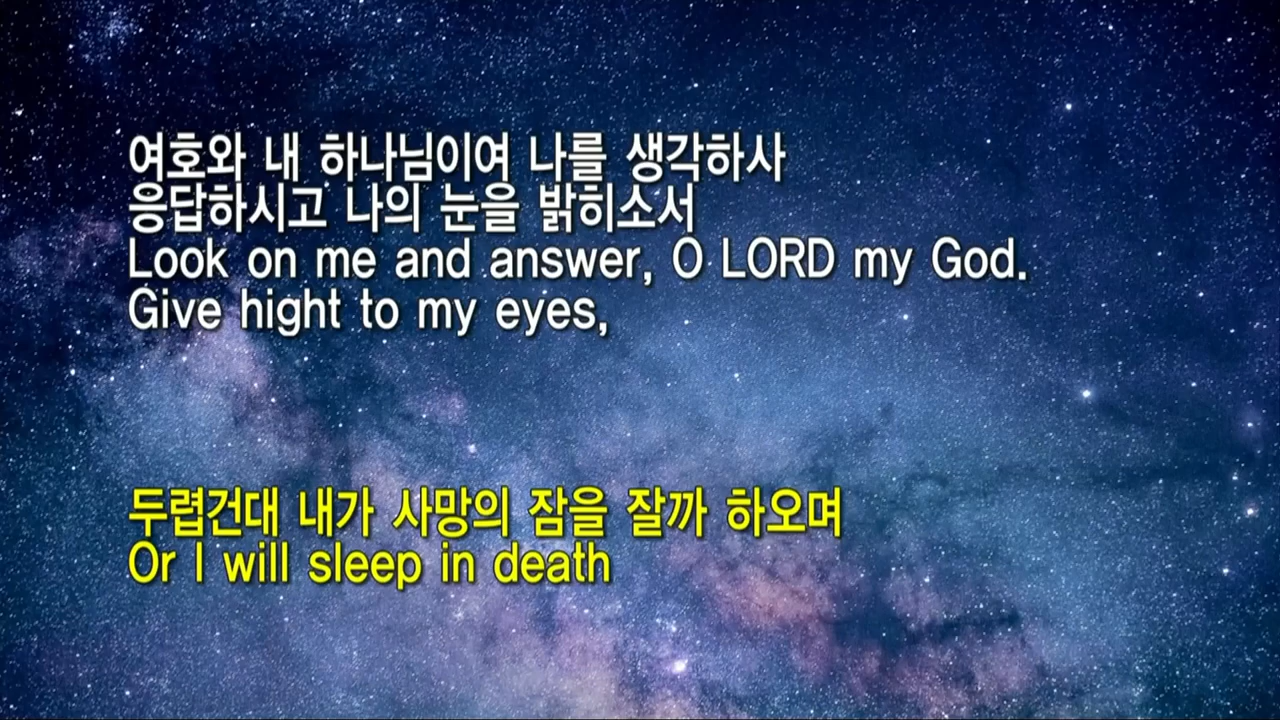 여호와 내 하나님이여 나를 생각하사
응답하시고 나의 눈을 밝히소서
Look on me and answer, O LORD my God.
Give hight to my eyes,
두렵건대 내가 사망의 잠을 잘까 하오며
Or I will sleep in death